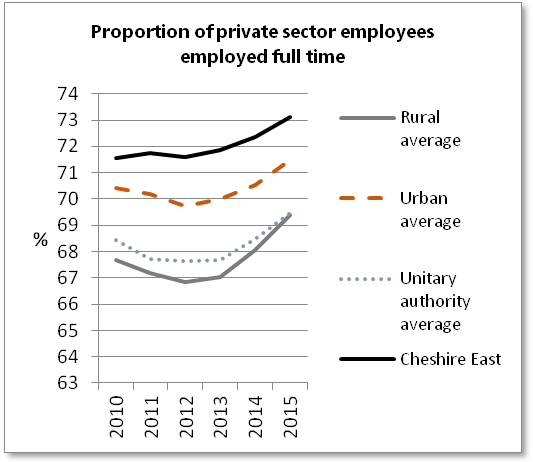 Proportion of private sector employees
employed full time
74
73
72
71
70
69
68
67
66
65
64
63
%
2010
2011
2012
2013
2014
2015
Rural
average
Urban
average
Unitary
authority
average
Cheshire East